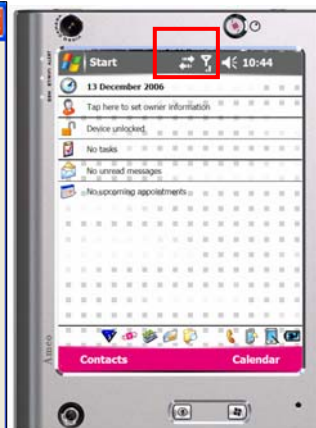 Start 10:44
13 December 2006
Tap here to set owner information
Device unlocked
No tasks
No unread messages
No upcoming appointments
Contacts Calendar
Ameo